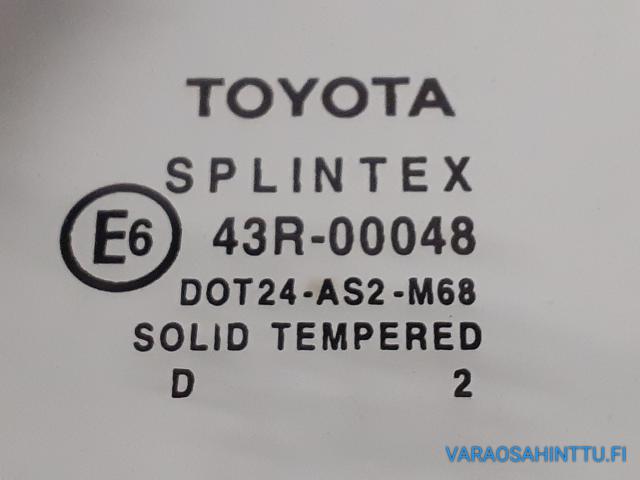 TOYOTA
SPLINTEX
E6 43R-00048
DOT24-AS2-M68
SOLID TEMPERED
D 2
VARAOSAHINTTU.FI